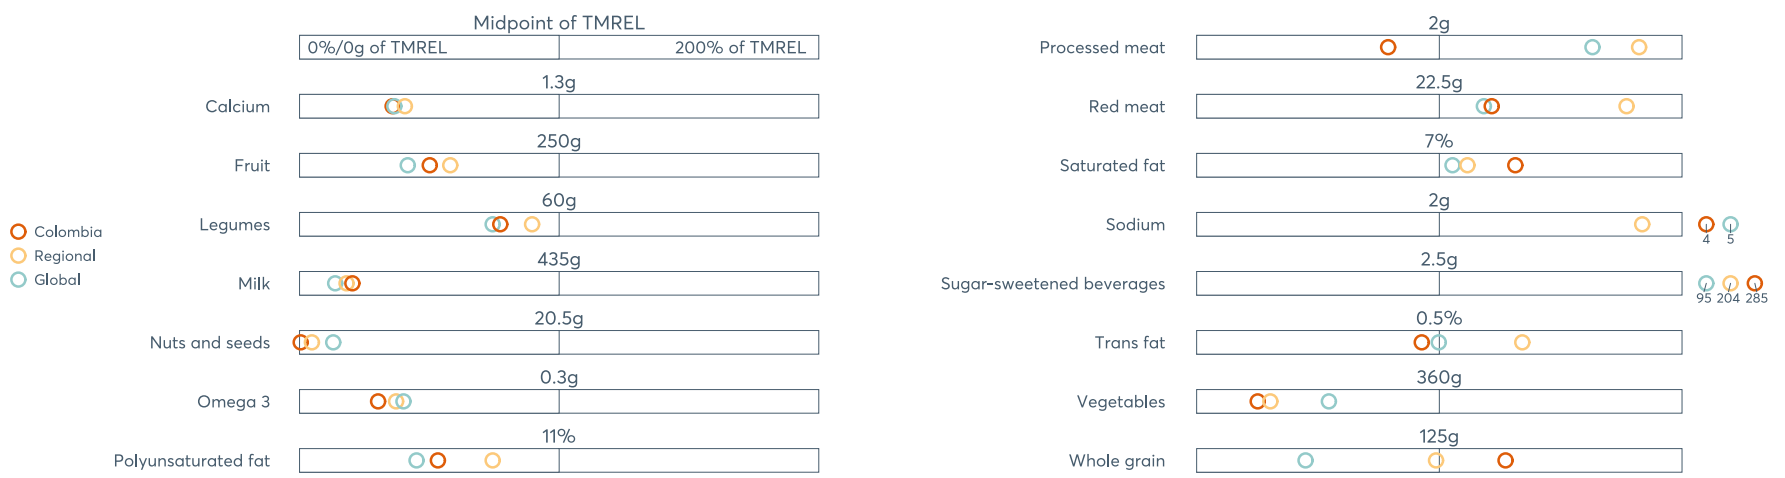 Midpoint of TMREL
0%/0g of TMREL 200% of TMREL
1.3g
Calcium
250g
Fruit
60g
Legumes
435g
Milk
20.5g
Nuts and seeds
0.3g
Omega 3
11%
Polyunsaturated fat
Colombia
Regional
Global
2g
Processed meat
22.5g
Red meat
7%
Saturated fat
2g
Sodium
4 5
2.5g
Sugar-sweetened beverages
95 204 285
0.5%
Trans fat
360g
Vegetables
125g
Whole grain